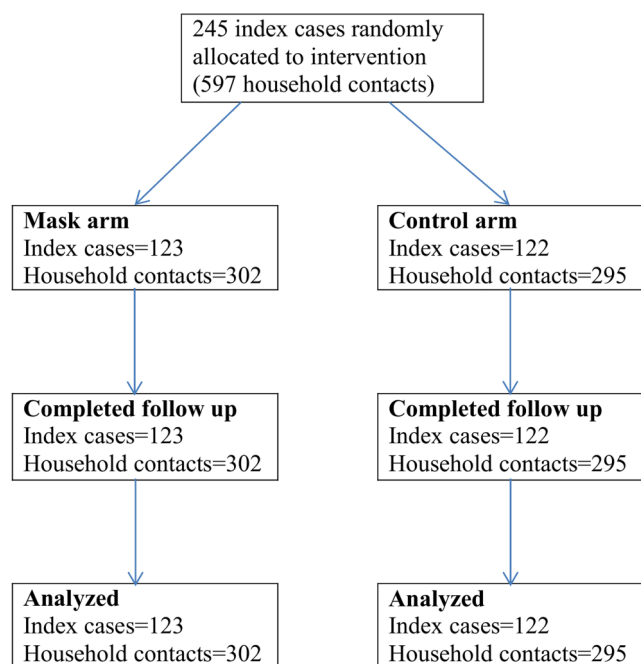 245 index cases randomly
allocated to intervention
(597 household contacts)
Mask arm
Index cases=123
Household contacts=302
Control arm
Index cases=122
Household contacts=295
Completed follow up
Index cases=123
Household contacts=302
Completed follow up
Index cases=122
Household contacts=295
Analyzed
Index cases=123
Household contacts=302
Analyzed
Index cases=122
Household contacts=295